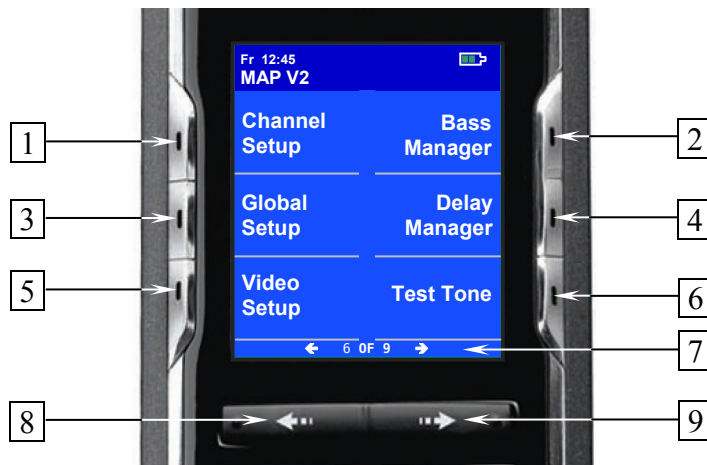 Fr 12:45
MAP V2
Channel Setup
Bass Manager
Global Setup
Delay Manager
Video Setup
Test Tone
6 OF 9
1
2
3
4
5
6
7
8
9